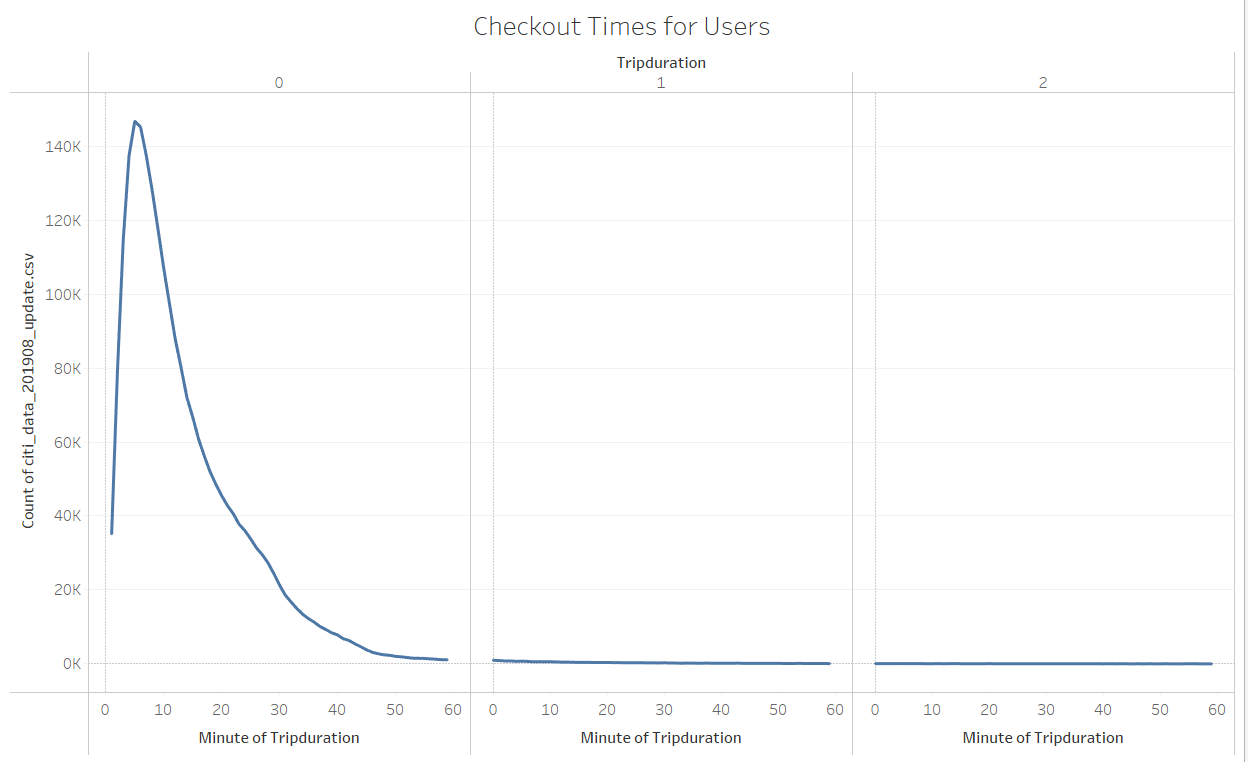 Checkout Times for Users
Tripduration
0 1 2
140K
120K
100K
80K
60K
40K
20K
0K
Count of citi_data_201908_update.csv
0 10 20 30 40 50 60 0 10 20 30 40 50 60 0 10 20 30 40 50 60
Minute of Tripduration Minute of Tripduration Minute of Tripduration